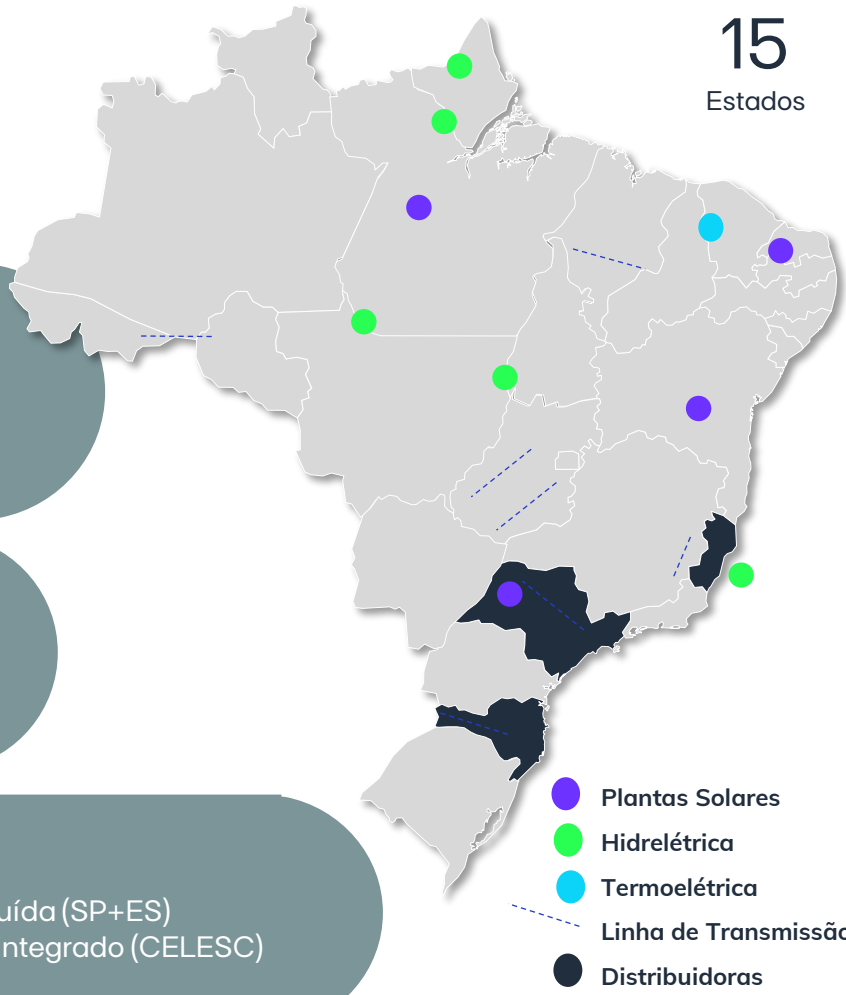 15
Estados
Plantas Solares
Hidrelétrica
Termoelétrica
Linha de Transmissão
Distribuidoras
uída (SP+ES)
ntegrado (CELESC)